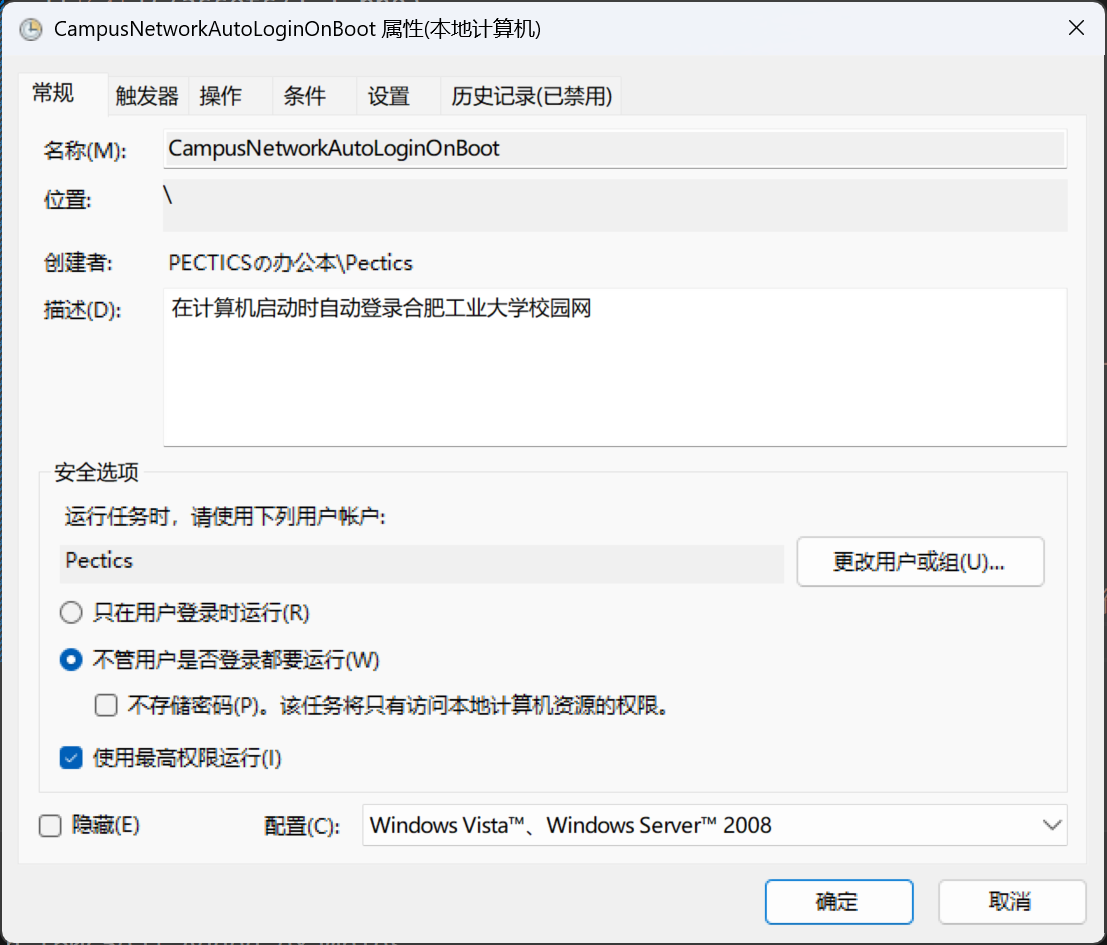 CampusNetworkAutoLoginOnBoot 属性(本地计算机)
常规 触发器 操作 条件 设置 历史记录(已禁用)
名称(M): CampusNetworkAutoLoginOnBoot
位置: \
创建者: PECTICSの办公本\Pectics
描述(D): 在计算机启动时自动登录合肥工业大学校园网
安全选项
运行任务时，请使用下列用户帐户:
Pectics 更改用户或组(U)...
只在用户登录时运行(R)
不管用户是否登录都要运行(W)
不存储密码(P)。该任务将只有访问本地计算机资源的权限。
使用最高权限运行(I)
隐藏(E) 配置(C): Windows Vista™、Windows Server™ 2008
确定 取消